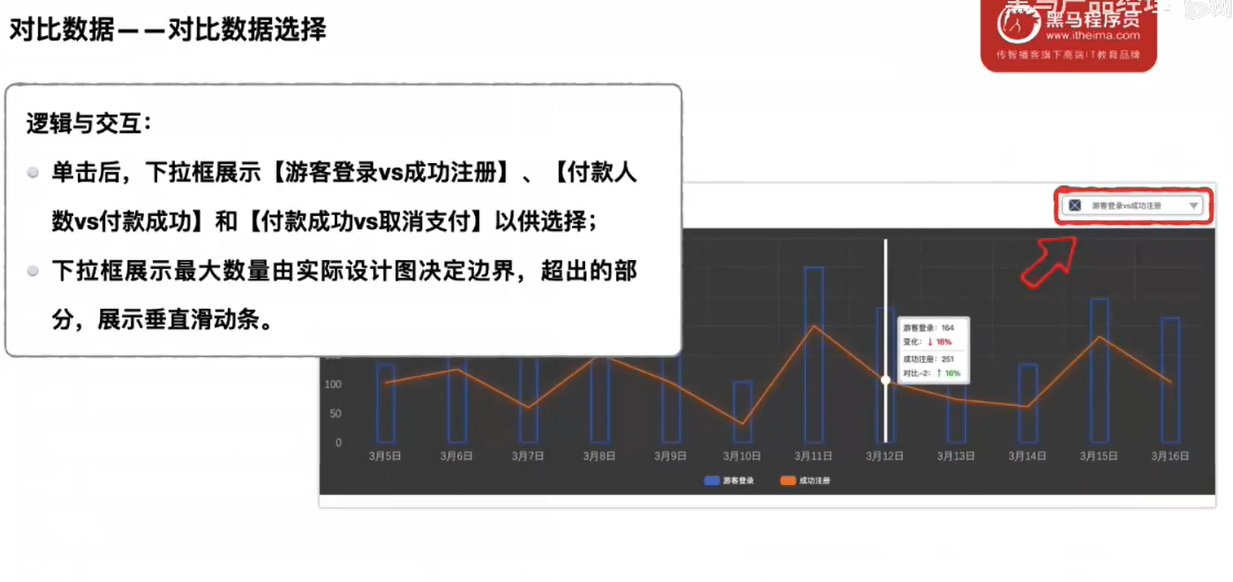 对比数据——对比数据选择
黑马产品经理
黑马程序员
www.itheima.com
传智播客旗下高端IT教育品牌
逻辑与交互：
单击后，下拉框展示【游客登录vs成功注册】、【付款人
数vs付款成功】和【付款成功vs取消支付】以供选择；
下拉框展示最大数量由实际设计图决定边界，超出的部
分，展示垂直滑动条。
游客登录vs成功注册
游客登录：164
变化：↓ 16%
成功注册：251
对比-2：↑ 16%
100
50
0
3月5日 3月6日 3月7日 3月8日 3月9日 3月10日 3月11日 3月12日 3月13日 3月14日 3月15日 3月16日
游客登录 成功注册